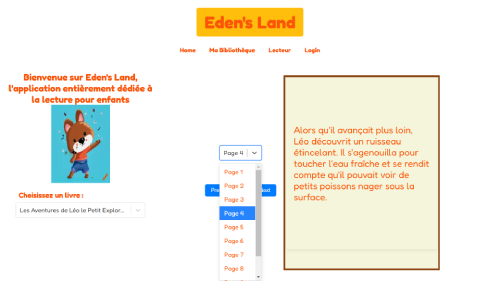 Eden's Land
Home
Ma Bibliothèque
Lecteur
Login
Bienvenue sur Eden's Land,
l'application entièrement dédiée à
la lecture pour enfants
Choisissez un livre :
Les Aventures de Léo le Petit Explor...
Page 4
Page 1
Page 2
Page 3
Page 4
Page 5
Page 6
Page 7
Page 8
Alors qu'il avançait plus loin,
Léo découvrit un ruisseau
étincelant. Il s'agenouilla pour
toucher l'eau fraîche et se rendit
compte qu'il pouvait voir de
petits poissons nager sous la
surface.